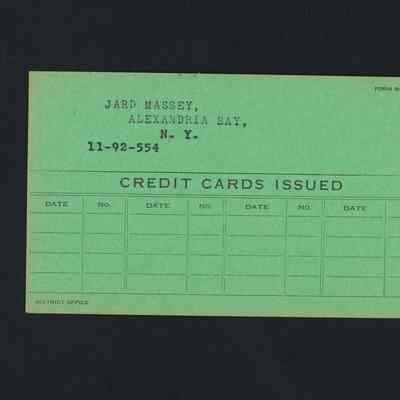 FORM
JARD MASSEY,
ALEXANDRIA BAY,
N. Y.
11-92-554
CREDIT CARDS ISSUED
DATE NO. DATE NO. DATE NO. DATE
DISTRICT OFFICE